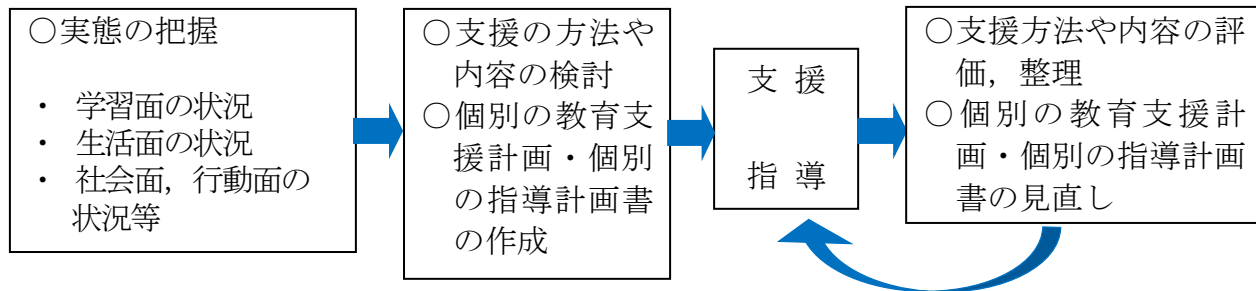 ○実態の把握
・ 学習面の状況
・ 生活面の状況
・ 社会面，行動面の
状況等
○支援の方法や
内容の検討
○個別の教育支
援計画・個別
の指導計画書
の作成
支 援
指 導
○支援方法や内容の評
価，整理
○個別の教育支援計
画・個別の指導計画
書の見直し